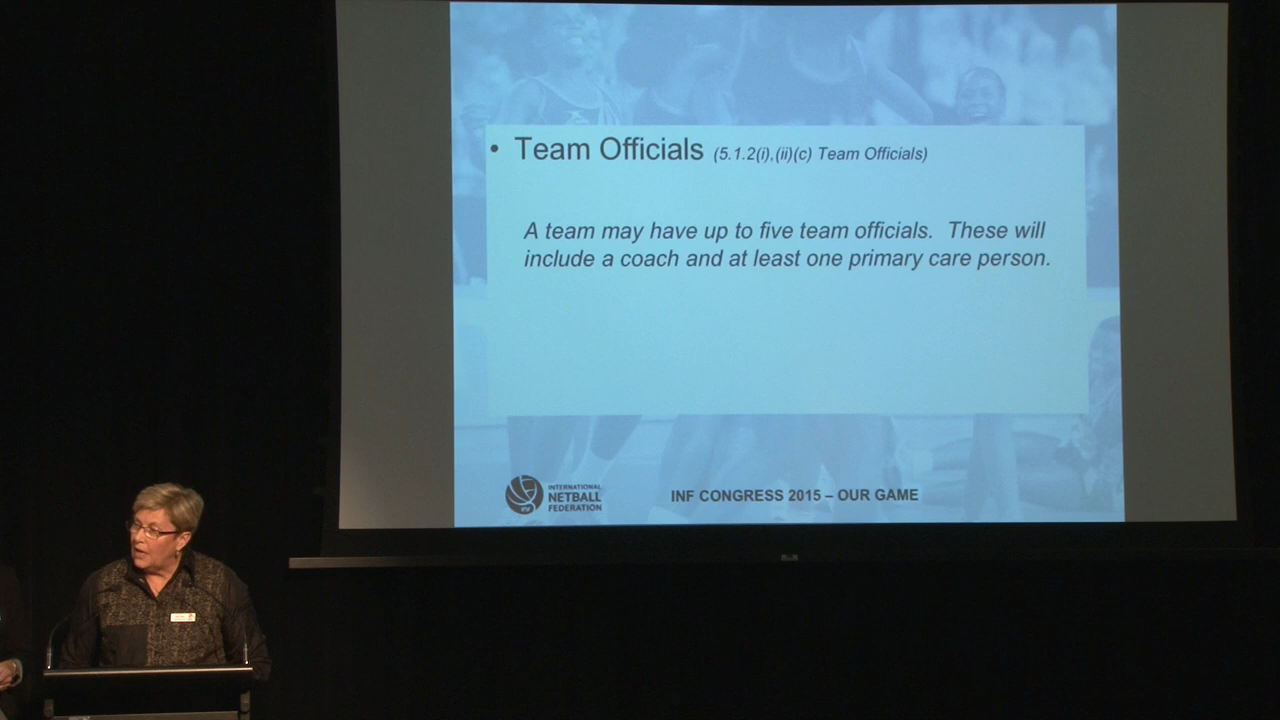 • Team Officials (5.1.2(i),(ii)(c) Team Officials)
A team may have up to five team officials.  These will
include a coach and at least one primary care person.
INTERNATIONAL
NETBALL
FEDERATION
INF CONGRESS 2015 – OUR GAME